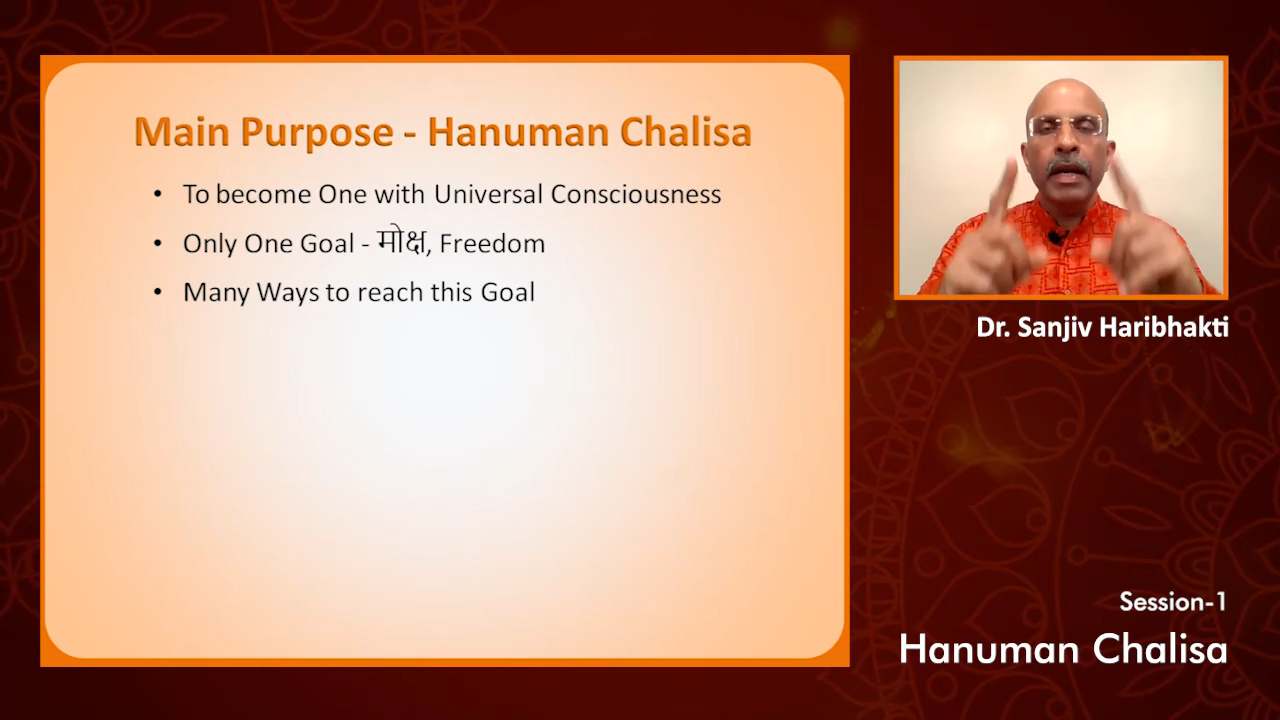 Main Purpose - Hanuman Chalisa
• To become One with Universal Consciousness
• Only One Goal - मोक्ष, Freedom
• Many Ways to reach this Goal
Dr. Sanjiv Haribhakti
Session-1
Hanuman Chalisa